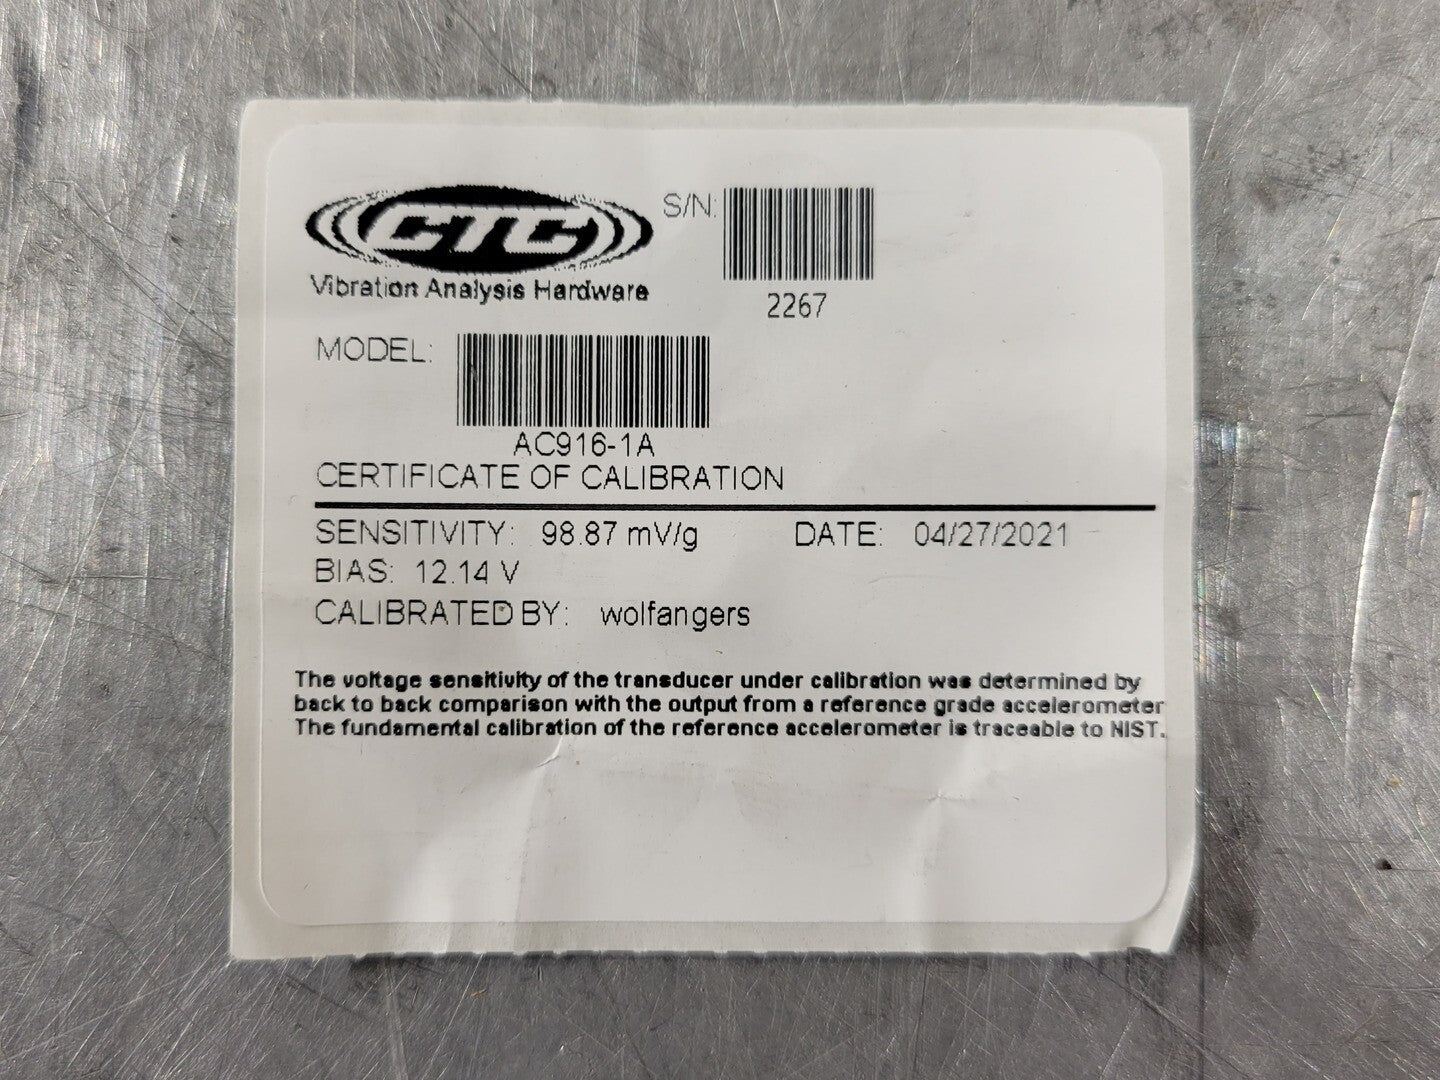 CTC
Vibration Analysis Hardware
S/N:
2267
MODEL:
AC916-1A
CERTIFICATE OF CALIBRATION
SENSITIVITY: 98.87 mV/g DATE: 04/27/2021
BIAS: 12.14 V
CALIBRATED BY: wolfangers
The voltage sensitivity of the transducer under calibration was determined by
back to back comparison with the output from a reference grade accelerometer
The fundamental calibration of the reference accelerometer is traceable to NIST.